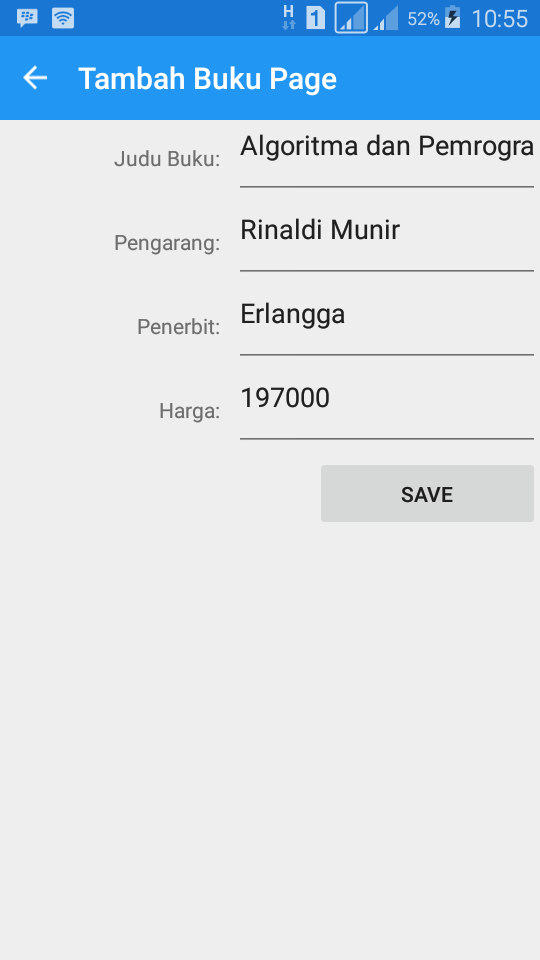 H 1 52% 10:55
Tambah Buku Page
Judu Buku: Algoritma dan Pemrogra
Pengarang: Rinaldi Munir
Penerbit: Erlangga
Harga: 197000
SAVE